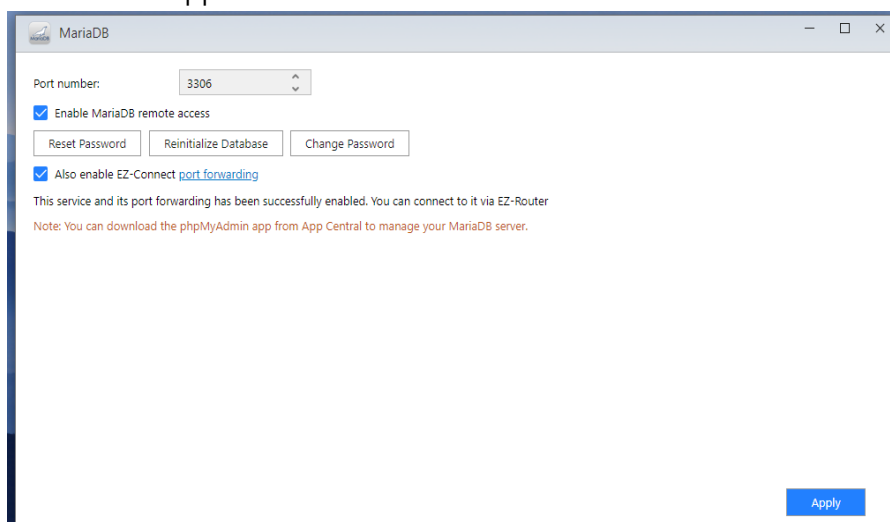 MariaDB
Port number: 3306
Enable MariaDB remote access
Reset Password Reinitialize Database Change Password
Also enable EZ-Connect port forwarding
This service and its port forwarding has been successfully enabled. You can connect to it via EZ-Router
Note: You can download the phpMyAdmin app from App Central to manage your MariaDB server.
Apply